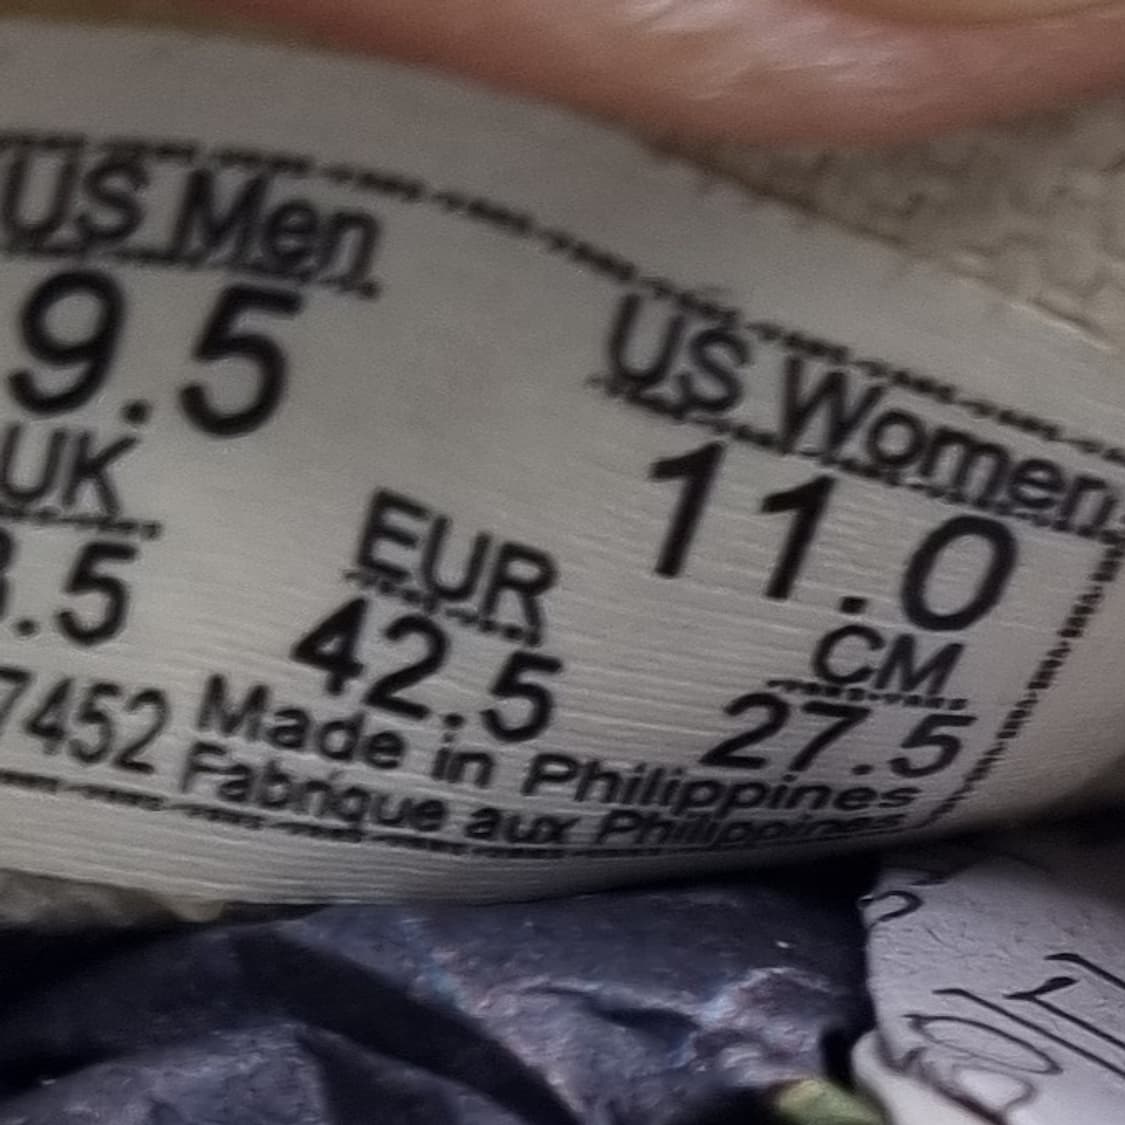 US Men
9.5
US Women
11.0
UK
.5
EUR
42.5
CM
27.5
7452
Made in Philippines
Fabrique aux Philippines